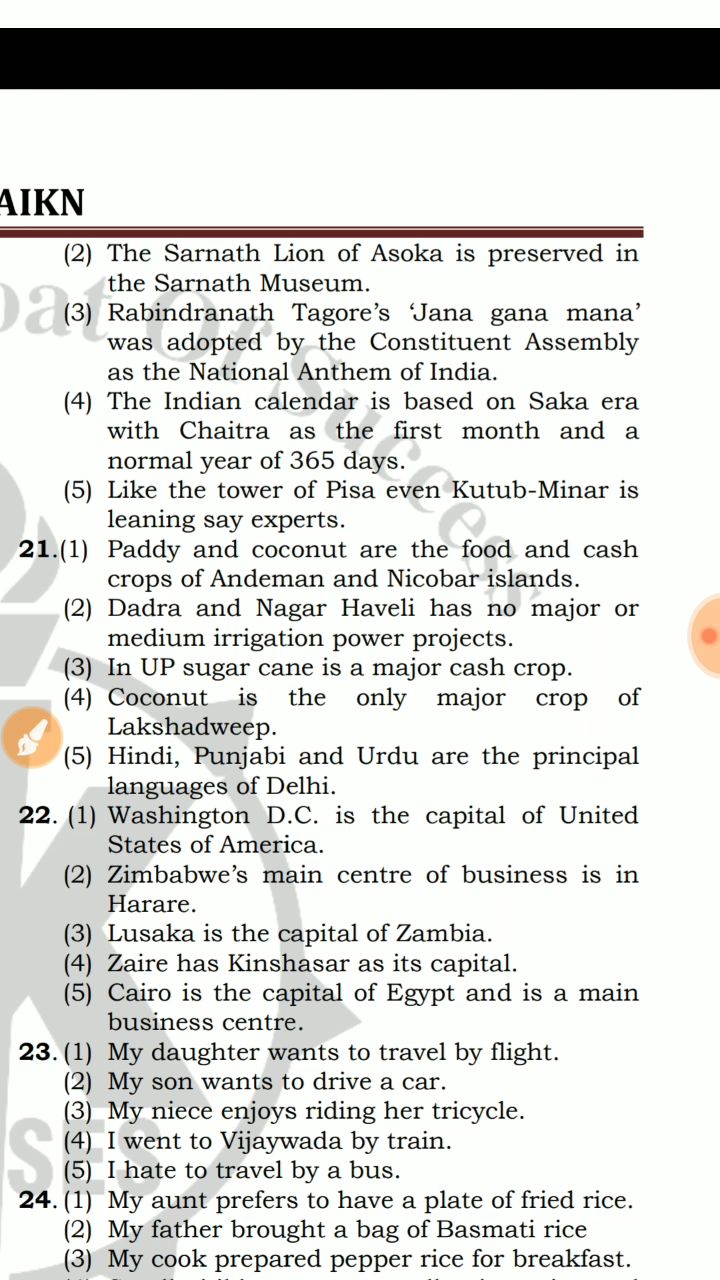 AIKN
(2) The Sarnath Lion of Asoka is preserved in
the Sarnath Museum.
(3) Rabindranath Tagore's 'Jana gana mana'
was adopted by the Constituent Assembly
as the National Anthem of India.
(4) The Indian calendar is based on Saka era
with Chaitra as the first month and a
normal year of 365 days.
(5) Like the tower of Pisa even Kutub-Minar is
leaning say experts.
21.(1) Paddy and coconut are the food and cash
crops of Andeman and Nicobar islands.
(2) Dadra and Nagar Haveli has no major or
medium irrigation power projects.
(3) In UP sugar cane is a major cash crop.
(4) Coconut is the only major crop of
Lakshadweep.
(5) Hindi, Punjabi and Urdu are the principal
languages of Delhi.
22. (1) Washington D.C. is the capital of United
States of America.
(2) Zimbabwe's main centre of business is in
Harare.
(3) Lusaka is the capital of Zambia.
(4) Zaire has Kinshasar as its capital.
(5) Cairo is the capital of Egypt and is a main
business centre.
23. (1) My daughter wants to travel by flight.
(2) My son wants to drive a car.
(3) My niece enjoys riding her tricycle.
(4) I went to Vijaywada by train.
(5) I hate to travel by a bus.
24. (1) My aunt prefers to have a plate of fried rice.
(2) My father brought a bag of Basmati rice
(3) My cook prepared pepper rice for breakfast.
Of Success